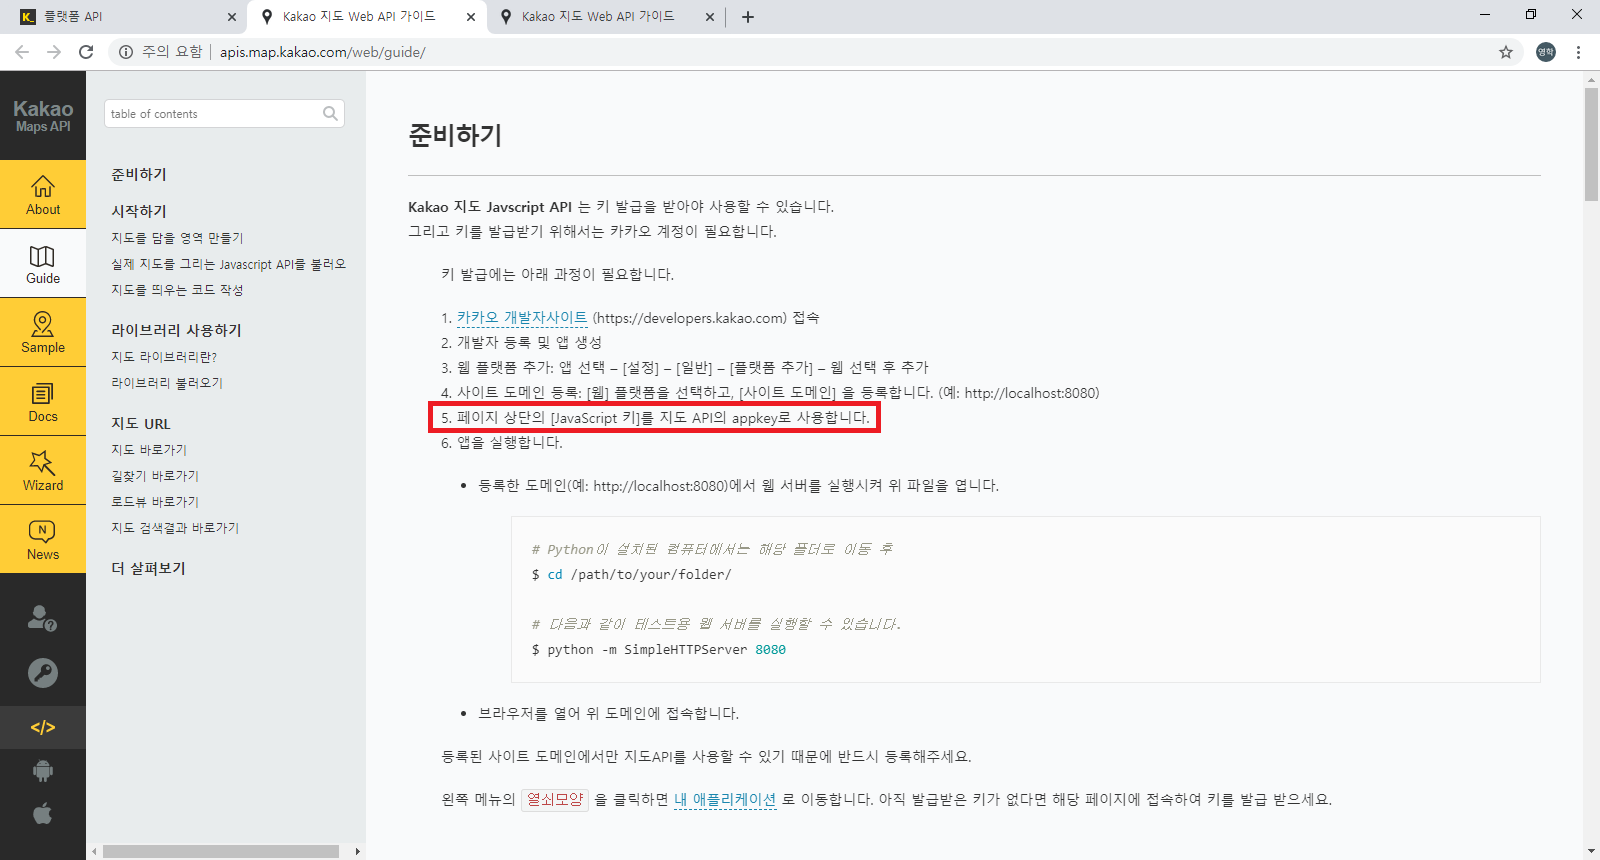 플랫폼 API
Kakao 지도 Web API 가이드
Kakao 지도 Web API 가이드
주의 요함
apis.map.kakao.com/web/guide/
영학
Kakao
Maps API
About
Guide
Sample
Docs
Wizard
N
News
</>
table of contents
준비하기
시작하기
지도를 담을 영역 만들기
실제 지도를 그리는 Javascript API를 불러오
지도를 띄우는 코드 작성
라이브러리 사용하기
지도 라이브러리란?
라이브러리 불러오기
지도 URL
지도 바로가기
길찾기 바로가기
로드뷰 바로가기
지도 검색결과 바로가기
더 살펴보기
준비하기
Kakao 지도 Javscript API 는 키 발급을 받아야 사용할 수 있습니다.
그리고 키를 발급받기 위해서는 카카오 계정이 필요합니다.
키 발급에는 아래 과정이 필요합니다.
1. 카카오 개발자사이트 (https://developers.kakao.com) 접속
2. 개발자 등록 및 앱 생성
3. 웹 플랫폼 추가: 앱 선택 – [설정] – [일반] – [플랫폼 추가] – 웹 선택 후 추가
4. 사이트 도메인 등록: [웹] 플랫폼을 선택하고, [사이트 도메인] 을 등록합니다. (예: http://localhost:8080)
5. 페이지 상단의 [JavaScript 키]를 지도 API의 appkey로 사용합니다.
6. 앱을 실행합니다.
• 등록한 도메인(예: http://localhost:8080)에서 웹 서버를 실행시켜 위 파일을 엽니다.
# Python이 설치된 컴퓨터에서는 해당 폴더로 이동 후
$ cd /path/to/your/folder/
# 다음과 같이 테스트용 웹 서버를 실행할 수 있습니다.
$ python -m SimpleHTTPServer 8080
• 브라우저를 열어 위 도메인에 접속합니다.
등록된 사이트 도메인에서만 지도API를 사용할 수 있기 때문에 반드시 등록해주세요.
왼쪽 메뉴의 열쇠모양 을 클릭하면 내 애플리케이션 로 이동합니다. 아직 발급받은 키가 없다면 해당 페이지에 접속하여 키를 발급 받으세요.